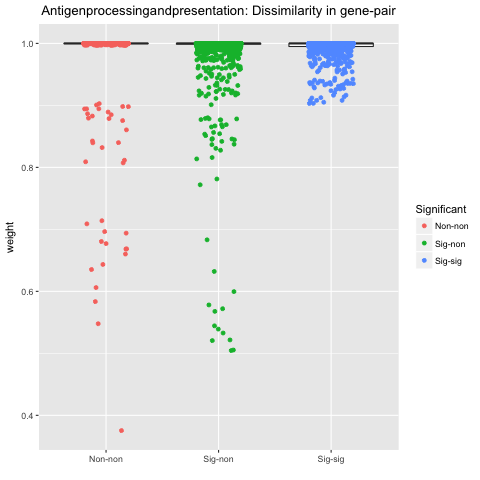 Antigenprocessingandpresentation: Dissimilarity in gene-pair
1.0
0.8
0.6
0.4
weight
Non-non
Sig-non
Sig-sig
Significant
Non-non
Sig-non
Sig-sig